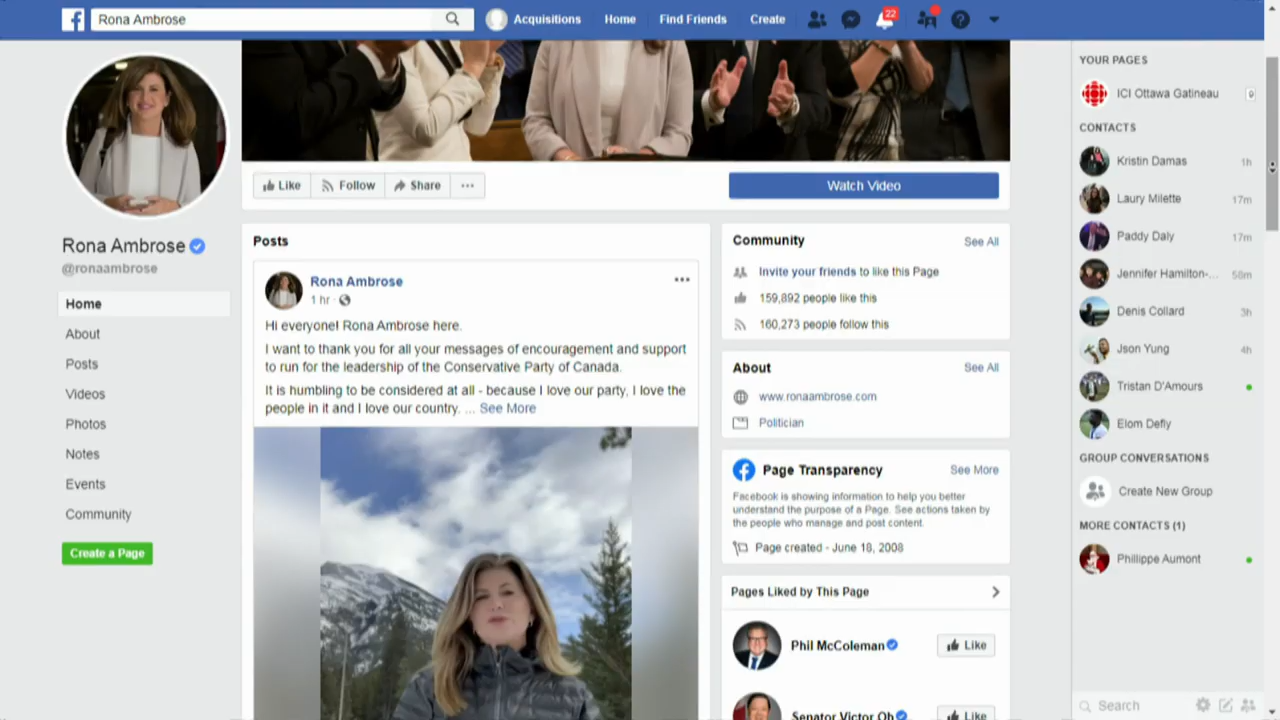 Rona Ambrose
Acquisitions
Home
Find Friends
Create
22
Like
Follow
Share
Watch Video
Rona Ambrose
@ronaambrose
Home
About
Posts
Videos
Photos
Notes
Events
Community
Create a Page
Posts
Rona Ambrose
1 hr
Hi everyone! Rona Ambrose here.
I want to thank you for all your messages of encouragement and support
to run for the leadership of the Conservative Party of Canada.
It is humbling to be considered at all - because I love our party, I love the
people in it and I love our country. ... See More
Community
See All
Invite your friends to like this Page
159,892 people like this
160,273 people follow this
About
See All
www.ronaambrose.com
Politician
Page Transparency
See More
Facebook is showing information to help you better
understand the purpose of a Page. See actions taken by
the people who manage and post content.
Page created - June 18, 2008
Pages Liked by This Page
Phil McColeman
Like
Senator Victor Oh
Like
YOUR PAGES
ICI Ottawa Gatineau
CONTACTS
Kristin Damas 1h
Laury Milette 17m
Paddy Daly 17m
Jennifer Hamilton-... 58m
Denis Collard 3h
Json Yung 4h
Tristan D'Amours
Elom Defly
GROUP CONVERSATIONS
Create New Group
MORE CONTACTS (1)
Phillippe Aumont
Search